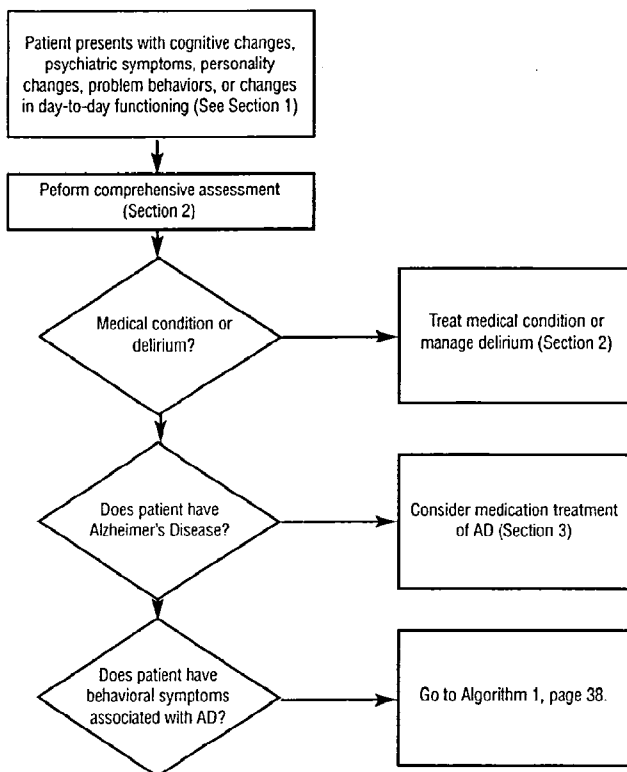 Patient presents with cognitive changes,
psychiatric symptoms, personality
changes, problem behaviors, or changes
in day-to-day functioning (See Section 1)
Peform comprehensive assessment
(Section 2)
Medical condition or
delirium?
Treat medical condition or
manage delirium (Section 2)
Does patient have
Alzheimer's Disease?
Consider medication treatment
of AD (Section 3)
Does patient have
behavioral symptoms
associated with AD?
Go to Algorithm 1, page 38.